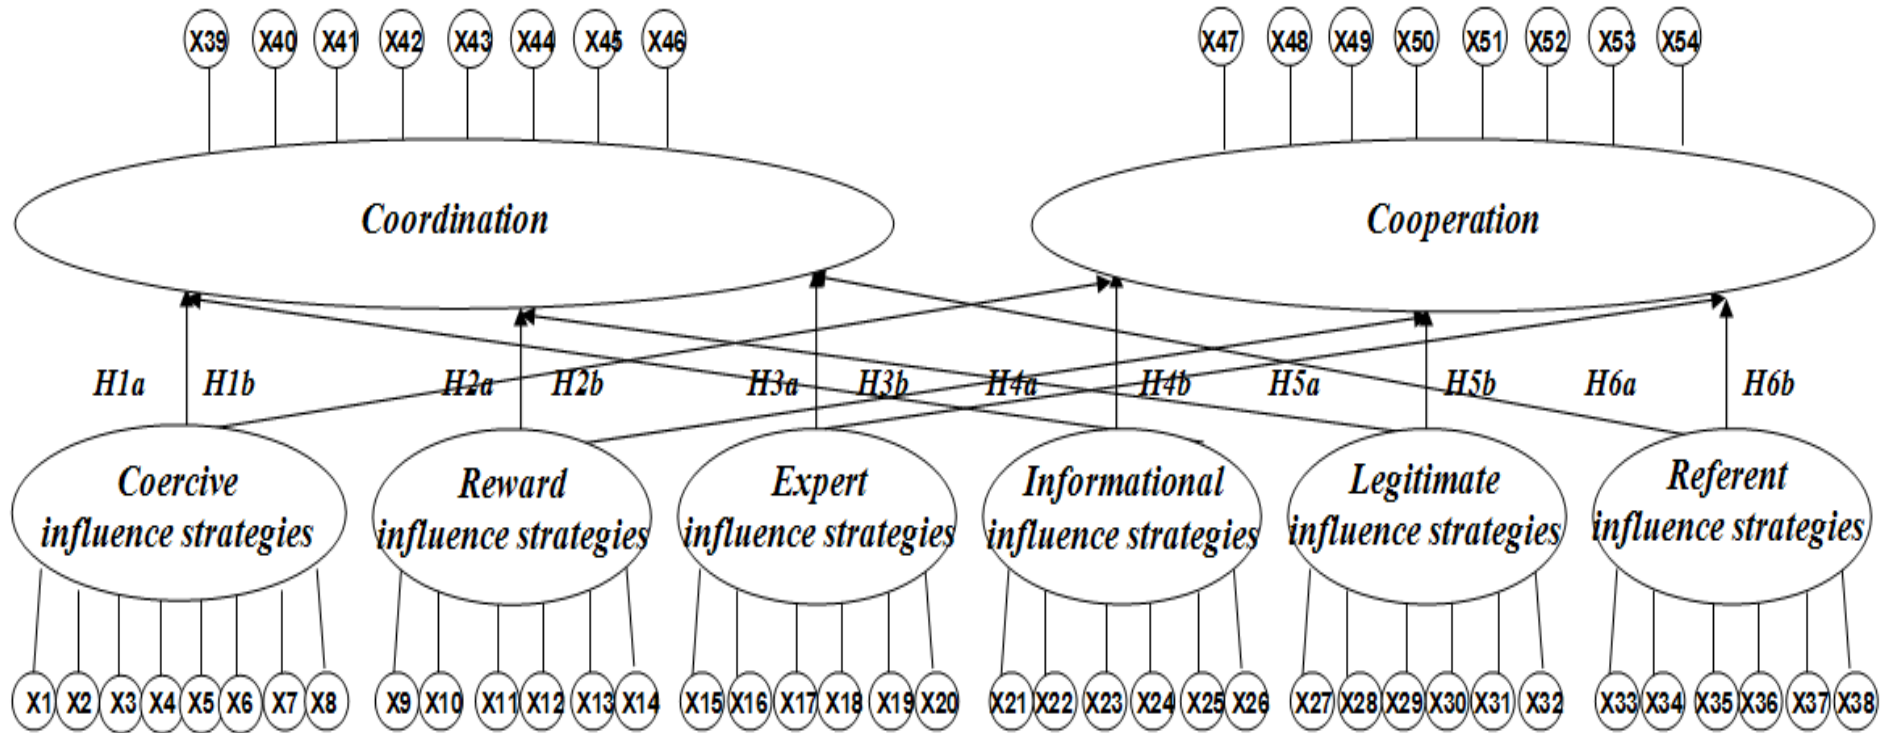 X39 X40 X41 X42 X43 X44 X45 X46 X47 X48 X49 X50 X51 X52 X53 X54
Coordination Cooperation
H1a H1b H2a H2b H3a H3b H4a H4b H5a H5b H6a H6b
Coercive
influence strategies
Reward
influence strategies
Expert
influence strategies
Informational
influence strategies
Legitimate
influence strategies
Referent
influence strategies
X1 X2 X3 X4 X5 X6 X7 X8 X9 X10 X11 X12 X13 X14 X15 X16 X17 X18 X19 X20 X21 X22 X23 X24 X25 X26 X27 X28 X29 X30 X31 X32 X33 X34 X35 X36 X37 X38